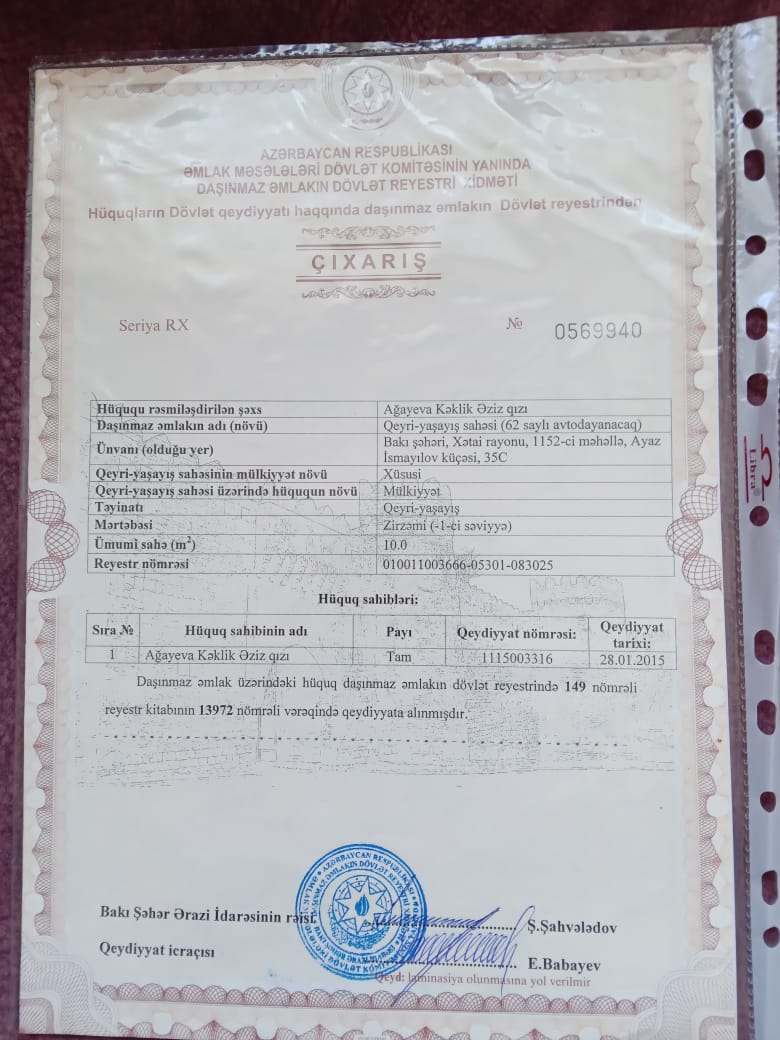 AZƏRBAYCAN RESPUBLİKASI
ƏMLAK MƏSƏLƏLƏRİ DÖVLƏT KOMİTƏSİNİN YANINDA
DAŞINMAZ ƏMLAKIN DÖVLƏT REYESTRİ XİDMƏTİ
Hüquqların Dövlət qeydiyyatı haqqında daşınmaz əmlakın Dövlət reyestrindən
ÇIXARIŞ
Seriya RX № 0569940
Hüququ rəsmiləşdirilən şəxs Ağayeva Kəklik Əziz qızı
Daşınmaz əmlakın adı (növü) Qeyri-yaşayış sahəsi (62 saylı avtodayanacaq)
Ünvanı (olduğu yer) Bakı şəhəri, Xətai rayonu, 1152-ci məhəllə, Ayaz
İsmayılov küçəsi, 35C
Qeyri-yaşayış sahəsinin mülkiyyət növü Xüsusi
Qeyri-yaşayış sahəsi üzərində hüququn növü Mülkiyyət
Təyinatı Qeyri-yaşayış
Mərtəbəsi Zirzəmi (-1-ci səviyyə)
Ümumi sahə (m²) 10.0
Reyestr nömrəsi 010011003666-05301-083025
Hüquq sahibləri:
Sıra № Hüquq sahibinin adı Payı Qeydiyyat nömrəsi: Qeydiyyat
tarixi:
1 Ağayeva Kəklik Əziz qızı Tam 1115003316 28.01.2015
Daşınmaz əmlak üzərindəki hüquq daşınmaz əmlakın dövlət reyestrində 149 nömrəli
reyestr kitabının 13972 nömrəli vərəqində qeydiyyata alınmışdır.
Bakı Şəhər Ərazi İdarəsinin rəisi Ş.Şahvələdov
Qeydiyyat icraçısı E.Babayev
Qeyd: laminasiya olunmasına yol verilmir
Libra